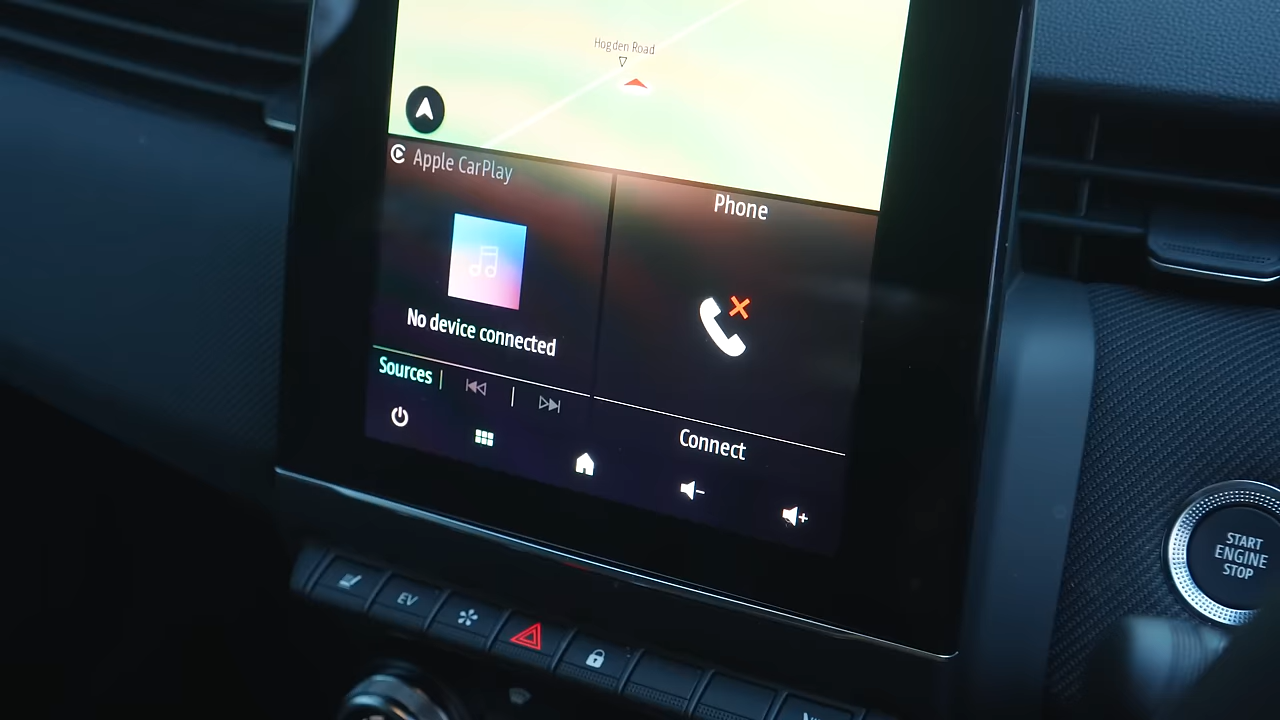 Hogden Road
Apple CarPlay
Phone
No device connected
Sources
Connect
START
ENGINE
STOP
EV